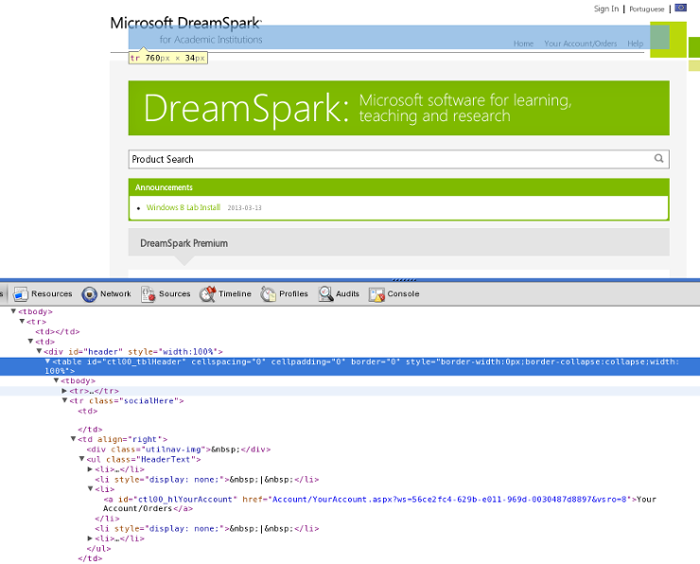 Sign In | Portuguese |
Microsoft DreamSpark
for Academic Institutions
Home Your Account/Orders Help
tr 760px × 34px
DreamSpark: Microsoft software for learning,
teaching and research
Product Search
Announcements
Windows 8 Lab Install 2013-03-13
DreamSpark Premium
s Resources Network Sources Timeline Profiles Audits Console
▼<tbody>
▼<tr>
<td></td>
▼<td>
▼<div id="header" style="width:100%">
▼<table id="ctl00_tblHeader" cellspacing="0" cellpadding="0" border="0" style="border-width:0px;border-collapse:collapse;width:
100%">
▼<tbody>
▶<tr>…</tr>
▼<tr class="socialHere">
<td>
</td>
▼<td align="right">
<div class="utilnav-img">&nbsp;</div>
▼<ul class="HeaderText">
▶<li>…</li>
<li style="display: none;">&nbsp;|&nbsp;</li>
▼<li>
<a id="ctl00_hlYourAccount" href="Account/YourAccount.aspx?ws=56ce2fc4-629b-e011-969d-0030487d8897&vsro=8">Your
Account/Orders</a>
</li>
<li style="display: none;">&nbsp;|&nbsp;</li>
▶<li>…</li>
</ul>
</td>